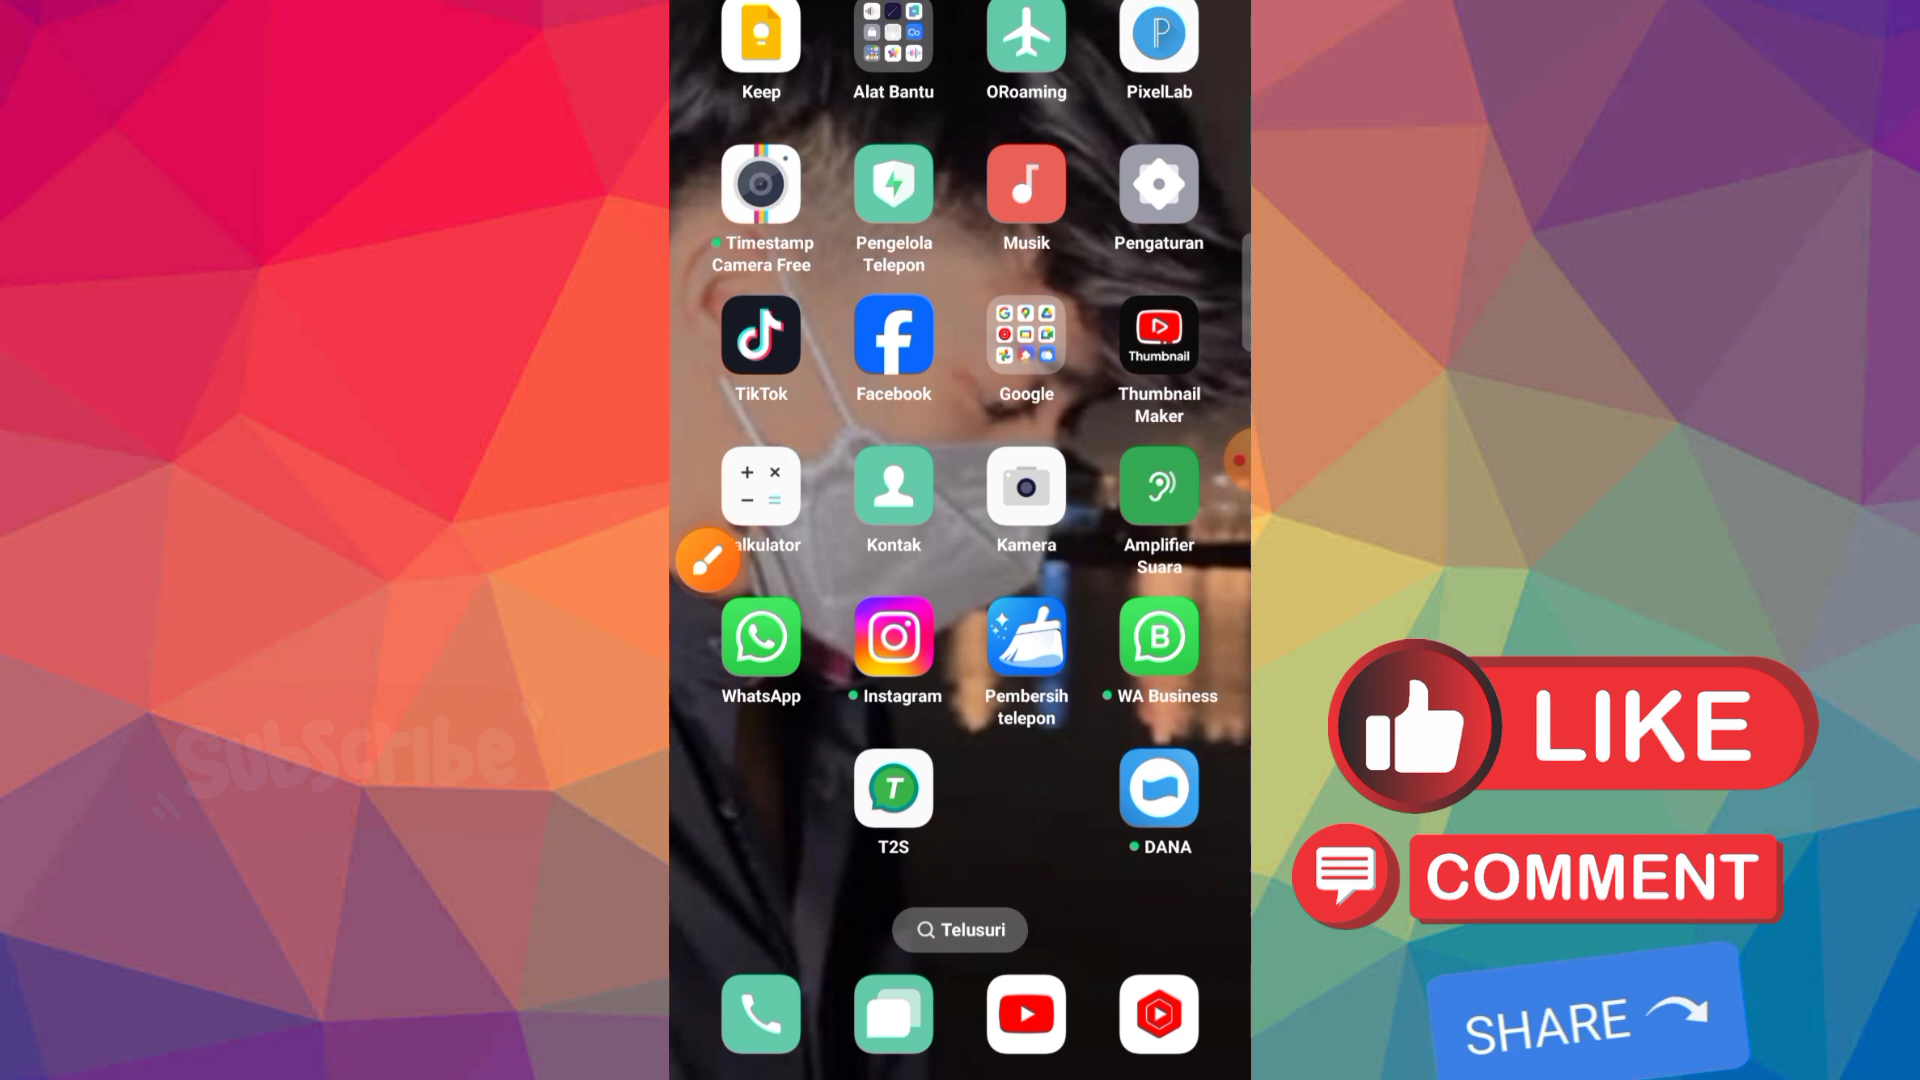 Keep
Alat Bantu
ORoaming
PixelLab
Timestamp
Camera Free
Pengelola
Telepon
Musik
Pengaturan
TikTok
Facebook
Google
Thumbnail
Thumbnail
Maker
alkulator
Kontak
Kamera
Amplifier
Suara
WhatsApp
Instagram
Pembersih
telepon
B
WA Business
T
T2S
DANA
Telusuri
"Subscribe"
LIKE
COMMENT
SHARE